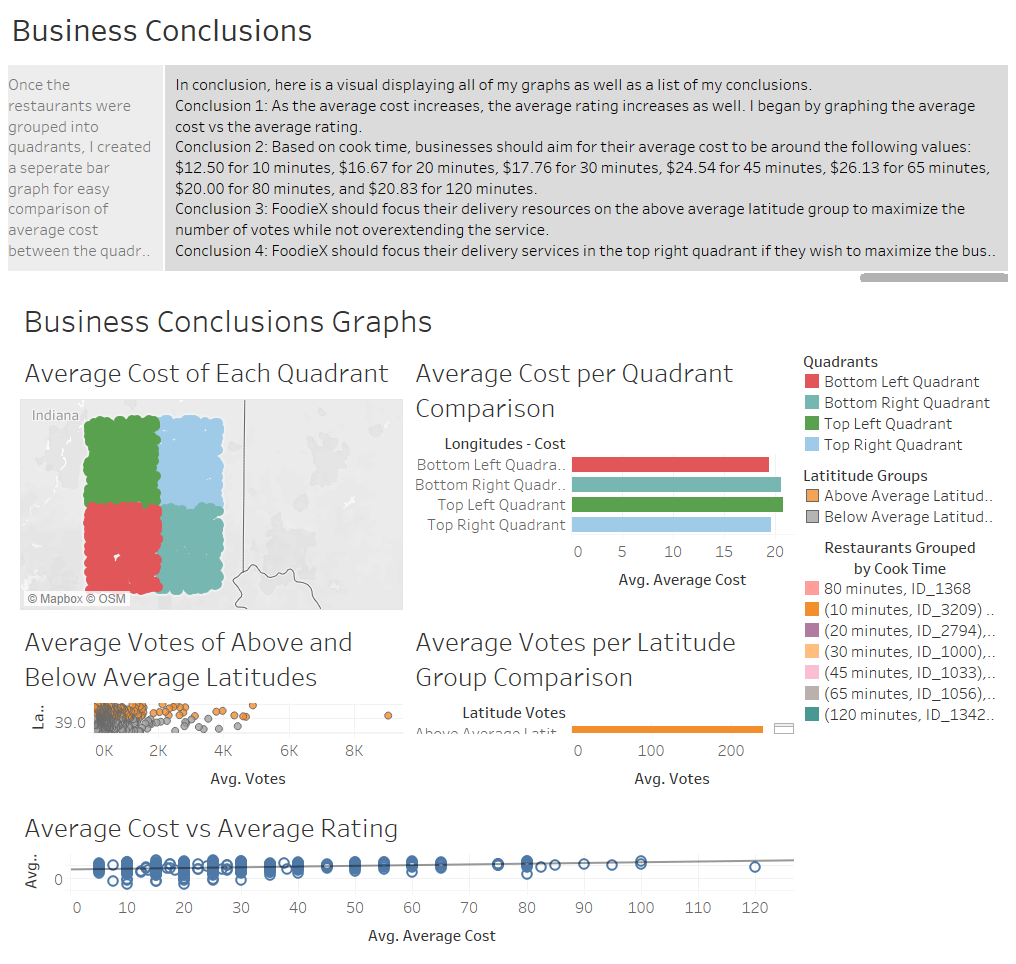 Business Conclusions
Once the
restaurants were
grouped into
quadrants, I created
a seperate bar
graph for easy
comparison of
average cost
between the quadr..
In conclusion, here is a visual displaying all of my graphs as well as a list of my conclusions.
Conclusion 1: As the average cost increases, the average rating increases as well. I began by graphing the average
cost vs the average rating.
Conclusion 2: Based on cook time, businesses should aim for their average cost to be around the following values:
$12.50 for 10 minutes, $16.67 for 20 minutes, $17.76 for 30 minutes, $24.54 for 45 minutes, $26.13 for 65 minutes,
$20.00 for 80 minutes, and $20.83 for 120 minutes.
Conclusion 3: FoodieX should focus their delivery resources on the above average latitude group to maximize the
number of votes while not overextending the service.
Conclusion 4: FoodieX should focus their delivery services in the top right quadrant if they wish to maximize the bus..
Business Conclusions Graphs
Average Cost of Each Quadrant
Indiana
© Mapbox © OSM
Average Cost per Quadrant
Comparison
Longitudes - Cost
Bottom Left Quadra..
Bottom Right Quadr..
Top Left Quadrant
Top Right Quadrant
0 5 10 15 20
Avg. Average Cost
Quadrants
Bottom Left Quadrant
Bottom Right Quadrant
Top Left Quadrant
Top Right Quadrant
Latititude Groups
Above Average Latitud..
Below Average Latitud..
Restaurants Grouped
by Cook Time
80 minutes, ID_1368
(10 minutes, ID_3209) ..
(20 minutes, ID_2794),..
(30 minutes, ID_1000),..
(45 minutes, ID_1033),..
(65 minutes, ID_1056),..
(120 minutes, ID_1342..
Average Votes of Above and
Below Average Latitudes
La..
39.0
0K 2K 4K 6K 8K
Avg. Votes
Average Votes per Latitude
Group Comparison
Latitude Votes
Above Average Latit..
0 100 200
Avg. Votes
Average Cost vs Average Rating
Avg..
0
0 10 20 30 40 50 60 70 80 90 100 110 120
Avg. Average Cost